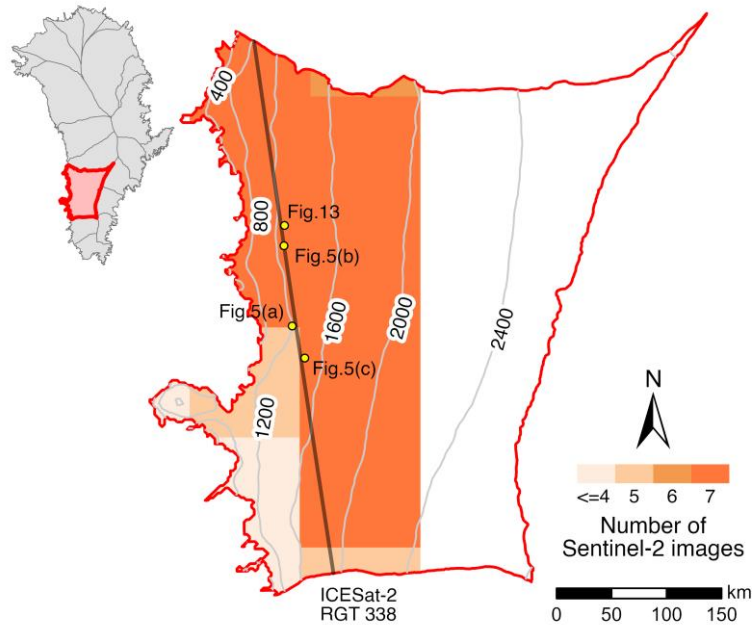 400
Fig.13
800
Fig.5(b)
Fig.5(a)
1600
2000
2400
Fig.5(c)
1200
N
<=4 5 6 7
Number of
Sentinel-2 images
ICESat-2
RGT 338
km
0 50 100 150